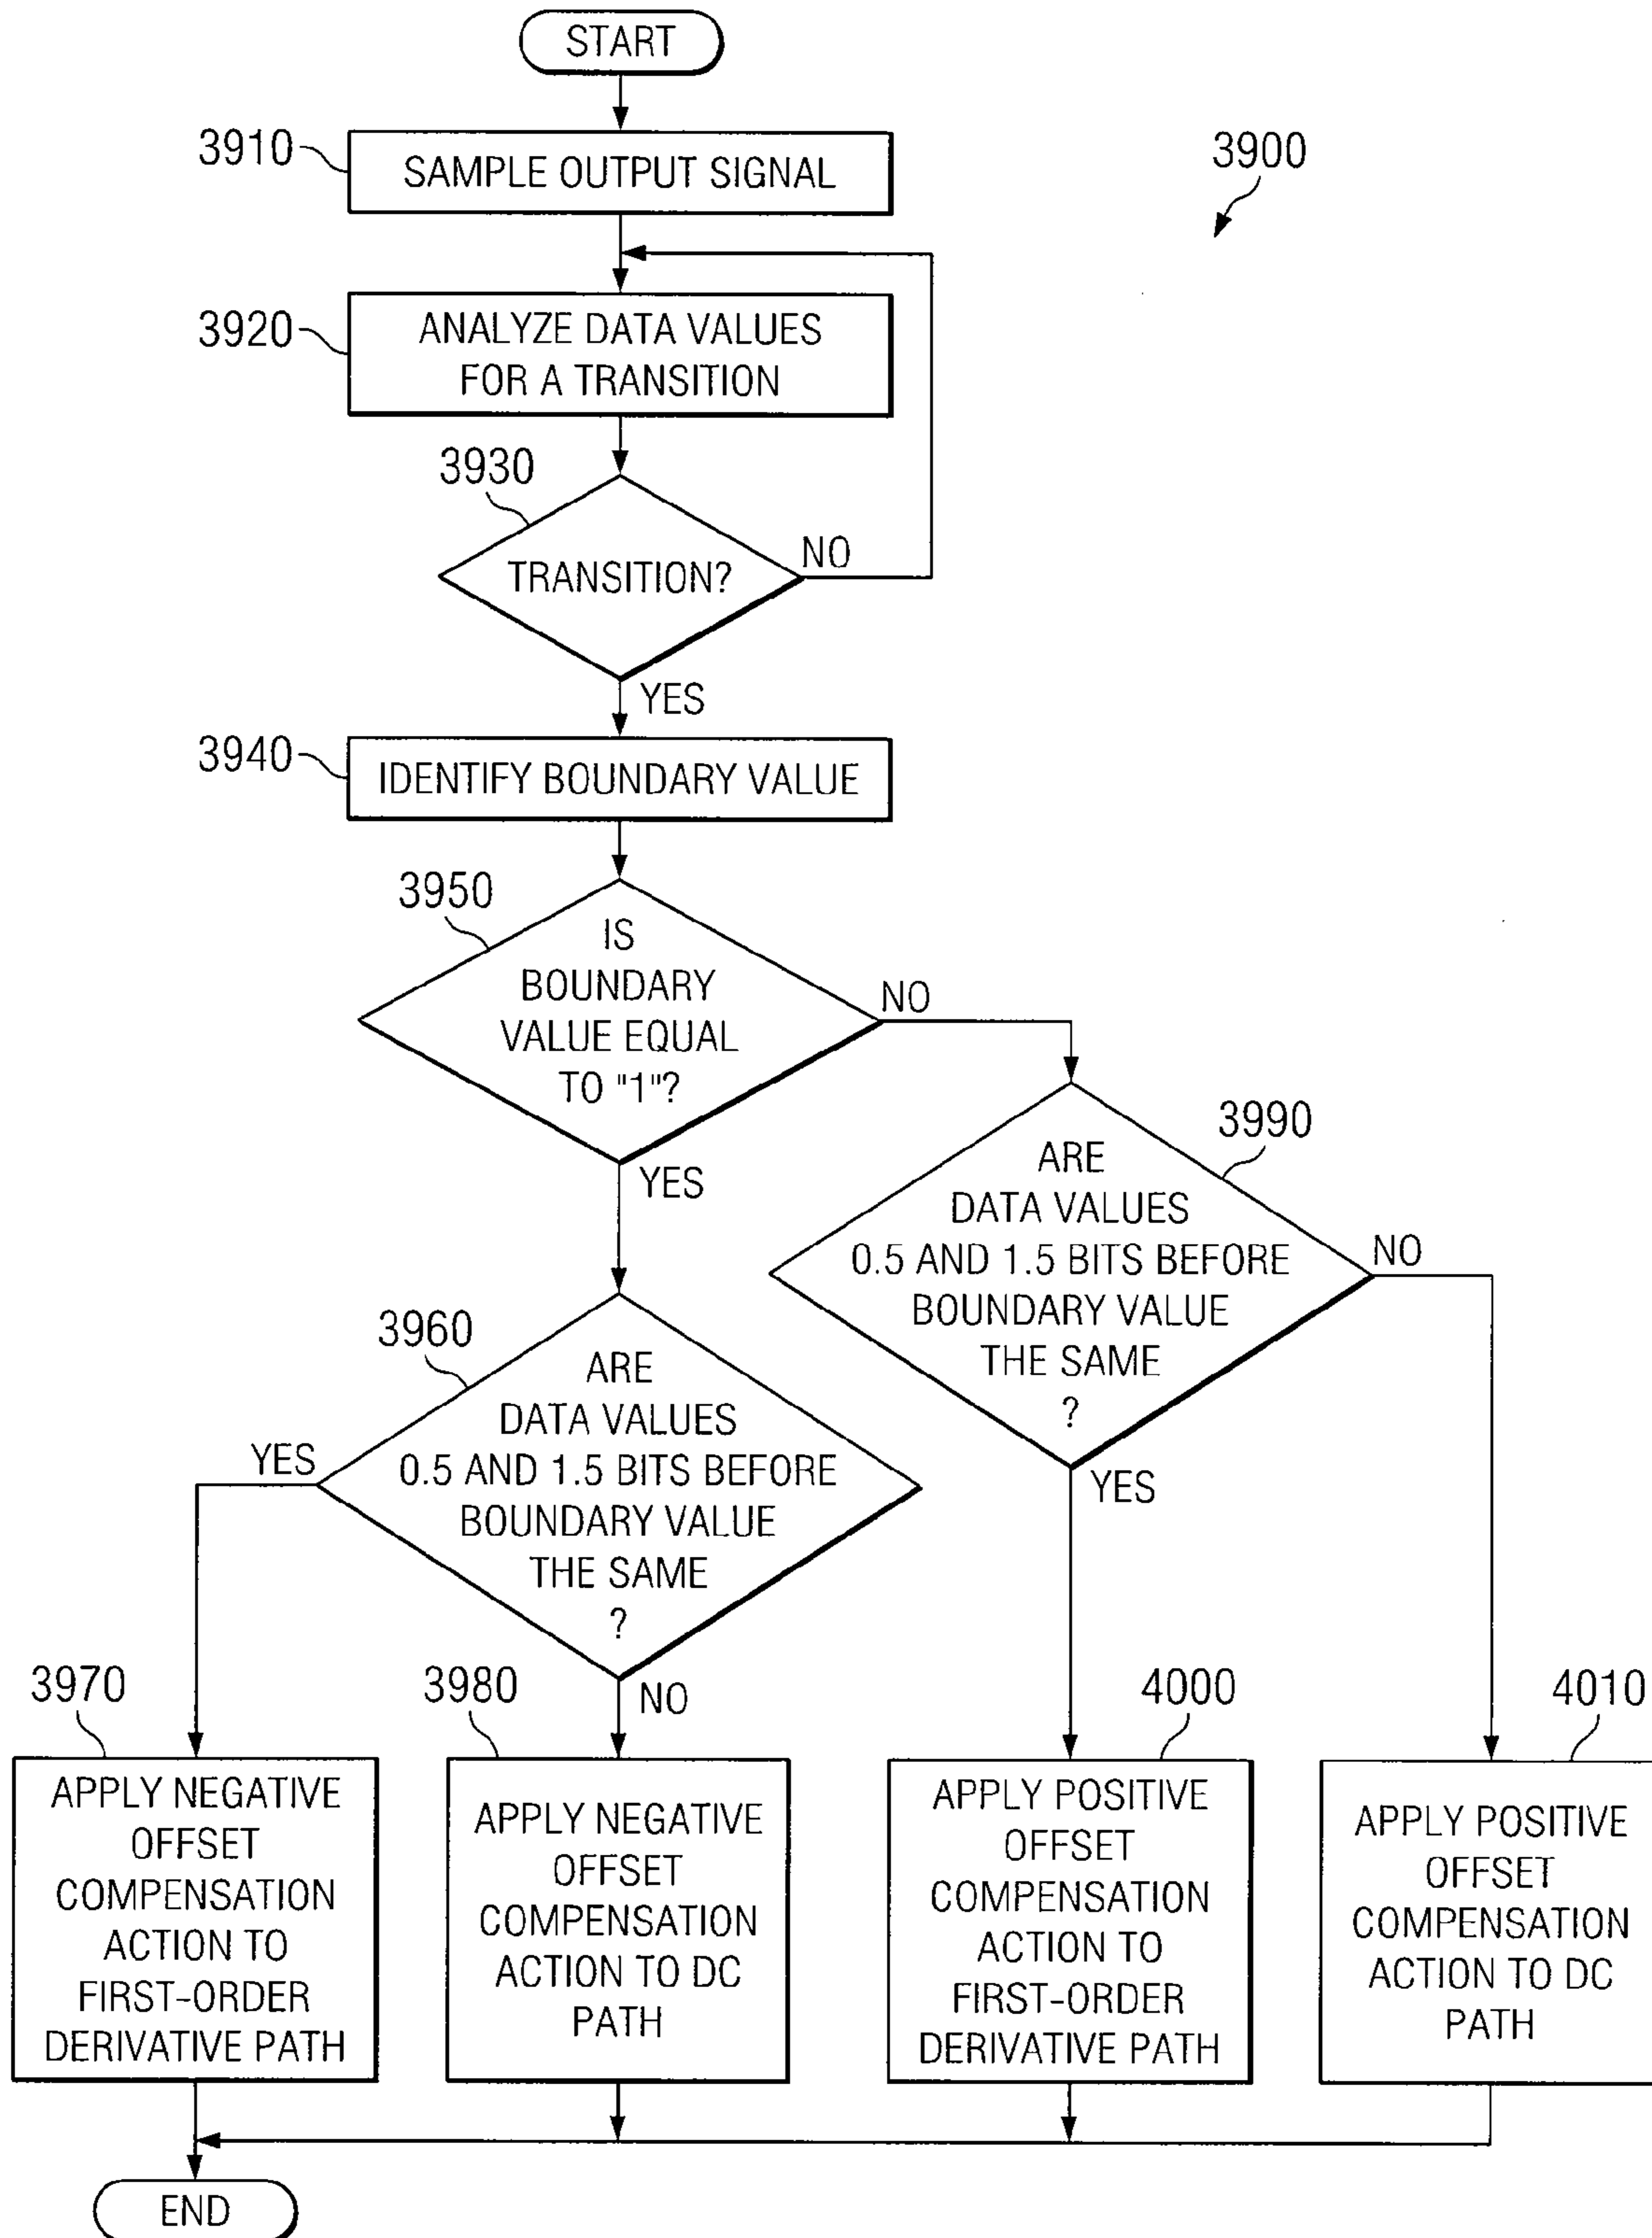 START
3910
SAMPLE OUTPUT SIGNAL
3900
3920
ANALYZE DATA VALUES
FOR A TRANSITION
3930
TRANSITION?
NO
YES
3940
IDENTIFY BOUNDARY VALUE
3950
IS
BOUNDARY
VALUE EQUAL
TO "1"?
NO
YES
3990
ARE
DATA VALUES
0.5 AND 1.5 BITS BEFORE
BOUNDARY VALUE
THE SAME
?
NO
YES
3960
ARE
DATA VALUES
0.5 AND 1.5 BITS BEFORE
BOUNDARY VALUE
THE SAME
?
YES
NO
3970
APPLY NEGATIVE
OFFSET
COMPENSATION
ACTION TO
FIRST-ORDER
DERIVATIVE PATH
3980
APPLY NEGATIVE
OFFSET
COMPENSATION
ACTION TO DC
PATH
4000
APPLY POSITIVE
OFFSET
COMPENSATION
ACTION TO
FIRST-ORDER
DERIVATIVE PATH
4010
APPLY POSITIVE
OFFSET
COMPENSATION
ACTION TO DC
PATH
END